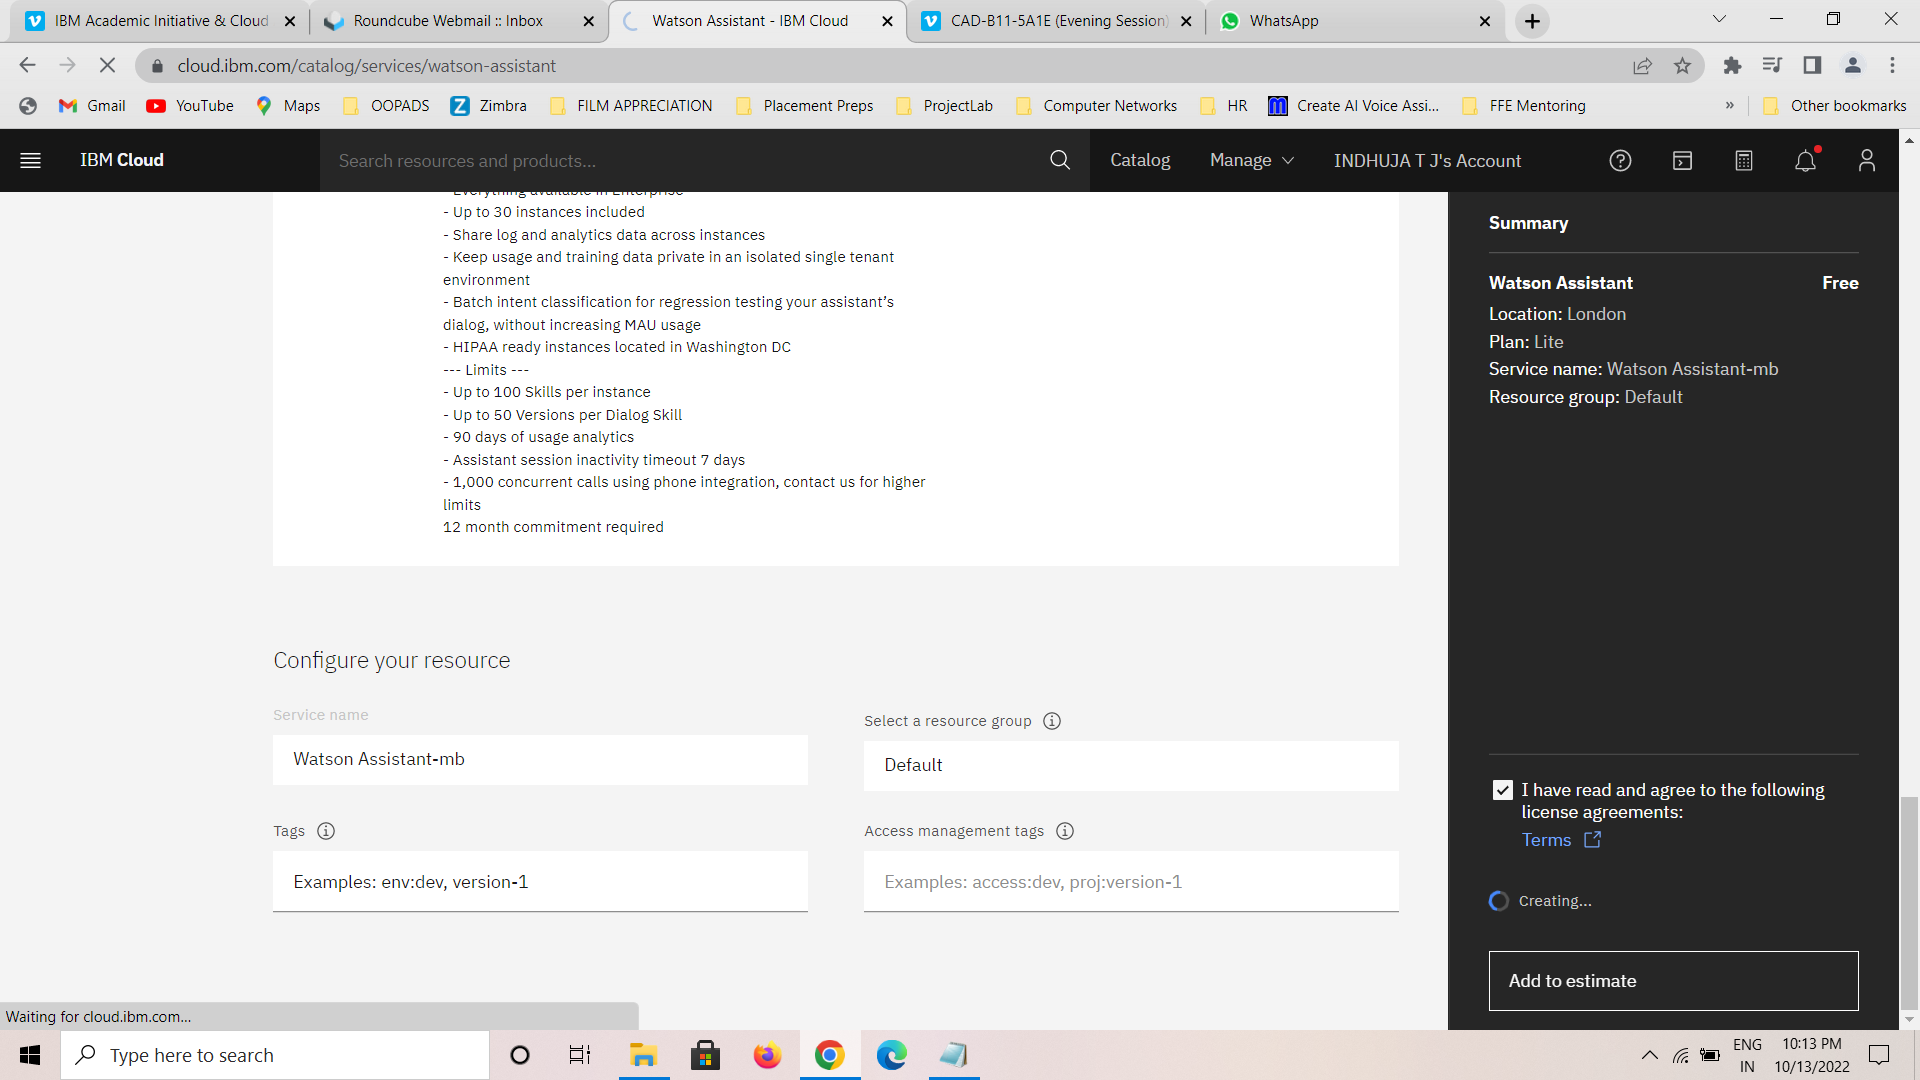 IBM Academic Initiative & Cloud
Roundcube Webmail :: Inbox
Watson Assistant - IBM Cloud
CAD-B11-5A1E (Evening Session)
WhatsApp
cloud.ibm.com/catalog/services/watson-assistant
Gmail
YouTube
Maps
OOPADS
Zimbra
FILM APPRECIATION
Placement Preps
ProjectLab
Computer Networks
HR
Create AI Voice Assi...
FFE Mentoring
»
Other bookmarks
IBM Cloud
Search resources and products...
Catalog
Manage
INDHUJA T J's Account
- Everything available in Enterprise
- Up to 30 instances included
- Share log and analytics data across instances
- Keep usage and training data private in an isolated single tenant
environment
- Batch intent classification for regression testing your assistant’s
dialog, without increasing MAU usage
- HIPAA ready instances located in Washington DC
--- Limits ---
- Up to 100 Skills per instance
- Up to 50 Versions per Dialog Skill
- 90 days of usage analytics
- Assistant session inactivity timeout 7 days
- 1,000 concurrent calls using phone integration, contact us for higher
limits
12 month commitment required
Configure your resource
Service name
Watson Assistant-mb
Select a resource group
Default
Tags
Examples: env:dev, version-1
Access management tags
Examples: access:dev, proj:version-1
Summary
Watson Assistant Free
Location: London
Plan: Lite
Service name: Watson Assistant-mb
Resource group: Default
I have read and agree to the following
license agreements:
Terms
Creating...
Add to estimate
Waiting for cloud.ibm.com...
Type here to search
ENG
IN
10:13 PM
10/13/2022